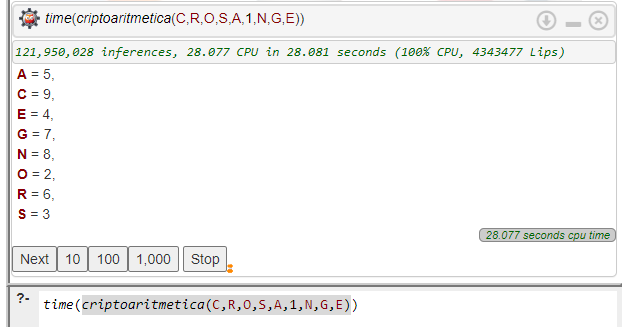 time(criptoaritmetica(C,R,O,S,A,1,N,G,E))
121,950,028 inferences, 28.077 CPU in 28.081 seconds (100% CPU, 4343477 Lips)
A = 5,
C = 9,
E = 4,
G = 7,
N = 8,
O = 2,
R = 6,
S = 3
28.077 seconds cpu time
Next 10 100 1,000 Stop
?- time(criptoaritmetica(C,R,O,S,A,1,N,G,E))